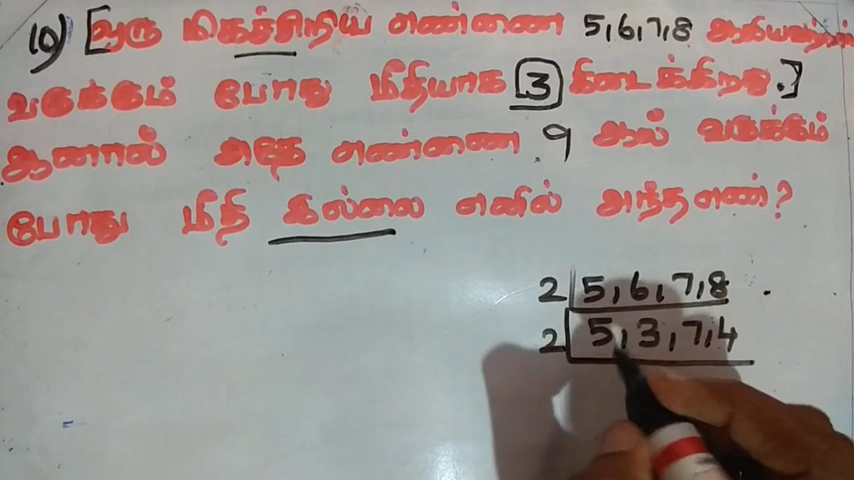 10) [ஒரு மிகச்சிறிய எண்ணை 5,6,7,8 ஆகியவற்றால்
வகுக்கும் போது மீதியாக 3 கிடைக்கிறது.]
ஆனால் அதே எண்ணை 9 ஆல் வகுக்கும்
போது மீதி இல்லை எனில் அந்த எண்?
2 | 5,6,7,8
2 | 5,3,7,4